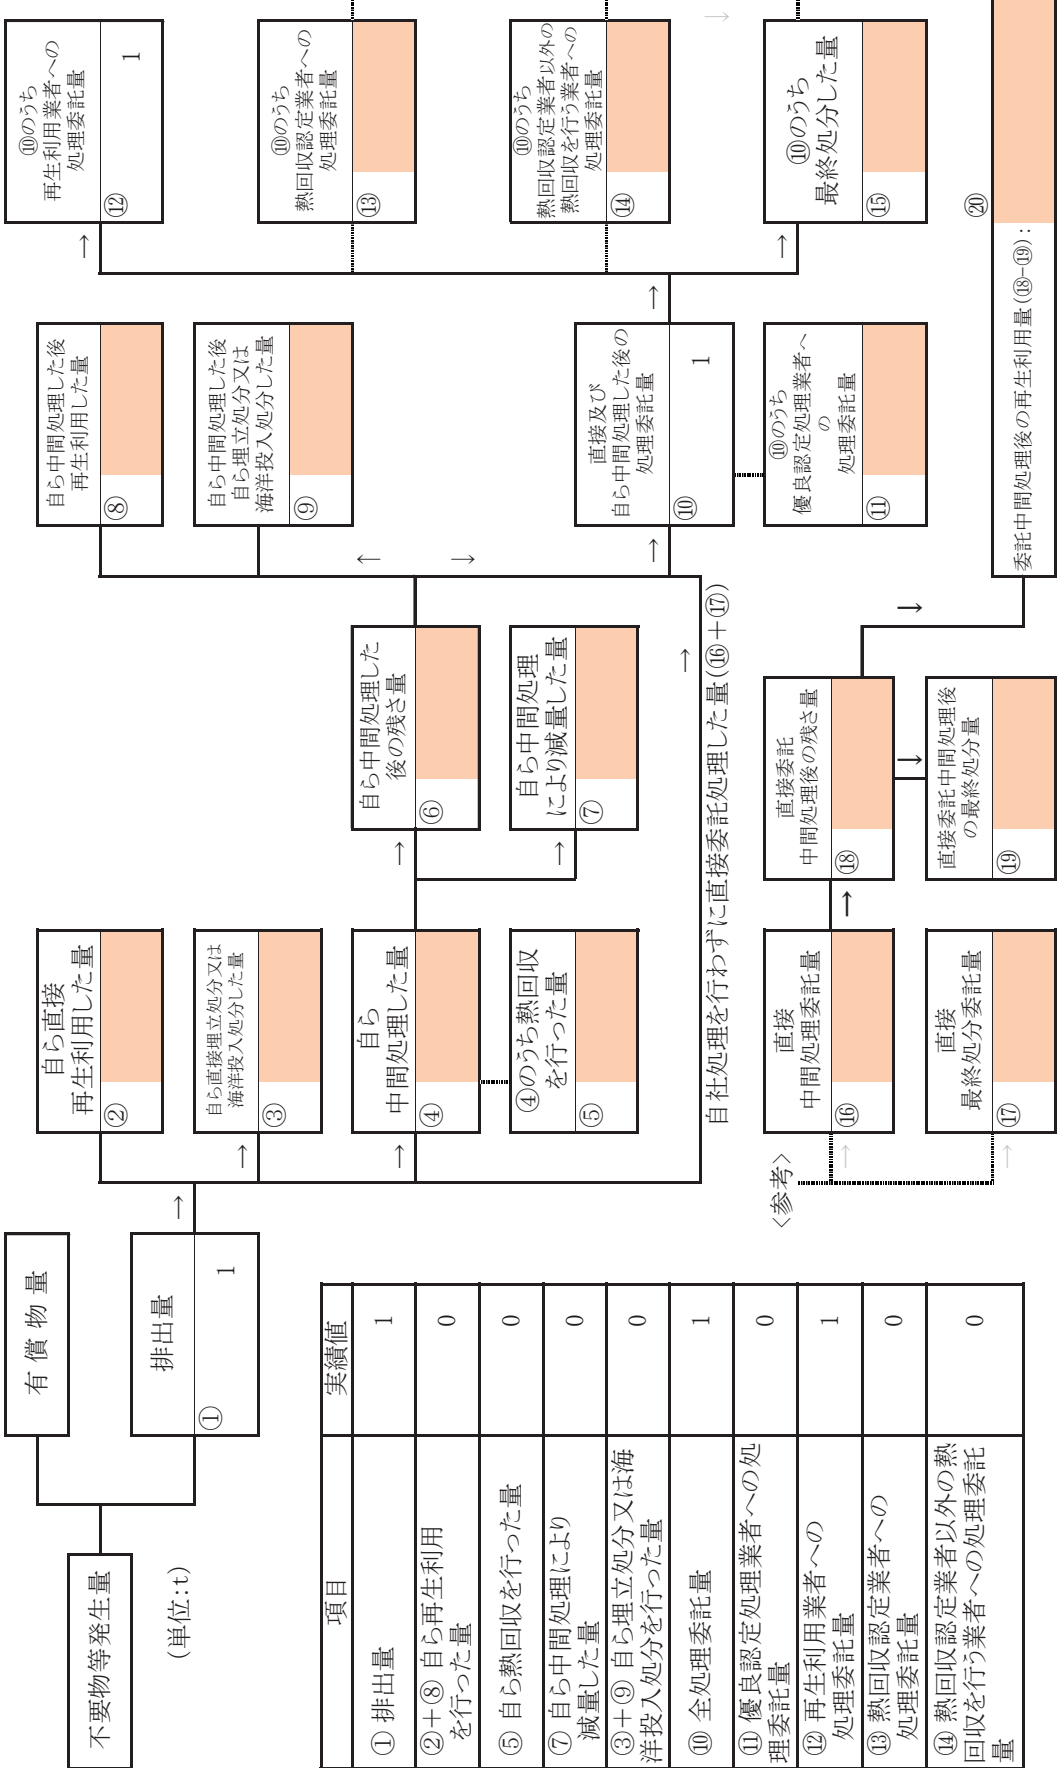 不要物等発生量
有 償 物 量
排出量
① 1
(単位:t)
自ら直接
再生利用した量
②
自ら直接埋立処分又は
海洋投入処分した量
③
自ら
中間処理した量
④
④のうち熱回収
を行った量
⑤
自ら中間処理した
後の残さ量
⑥
自ら中間処理
により減量した量
⑦
自ら中間処理した後
再生利用した量
⑧
自ら中間処理した後
自ら埋立処分又は
海洋投入処分した量
⑨
直接及び
自ら中間処理した後の
処理委託量
⑩ 1
⑩のうち
優良認定処理業者へ
の
処理委託量
⑪
⑩のうち
再生利用業者への
処理委託量
⑫ 1
⑩のうち
熱回収認定業者への
処理委託量
⑬
⑩のうち
熱回収認定業者以外の
熱回収を行う業者への
処理委託量
⑭
⑩のうち
最終処分した量
⑮
自社処理を行わずに直接委託処理した量(⑯+⑰)
<参考>
直接
中間処理委託量
⑯
直接
最終処分委託量
⑰
直接委託
中間処理後の残さ量
⑱
直接委託中間処理後
の最終処分量
⑲
委託中間処理後の再生利用量(⑱-⑲):
⑳
項目 実績値
① 排出量 1
②+⑧ 自ら再生利用
を行った量 0
⑤ 自ら熱回収を行った量 0
⑦ 自ら中間処理により
減量した量 0
③+⑨ 自ら埋立処分又は海
洋投入処分を行った量 0
⑩ 全処理委託量 1
⑪ 優良認定処理業者への処
理委託量 0
⑫ 再生利用業者への
処理委託量 1
⑬ 熱回収認定業者への
処理委託量 0
⑭ 熱回収認定業者以外の熱
回収を行う業者への処理委託
量 0